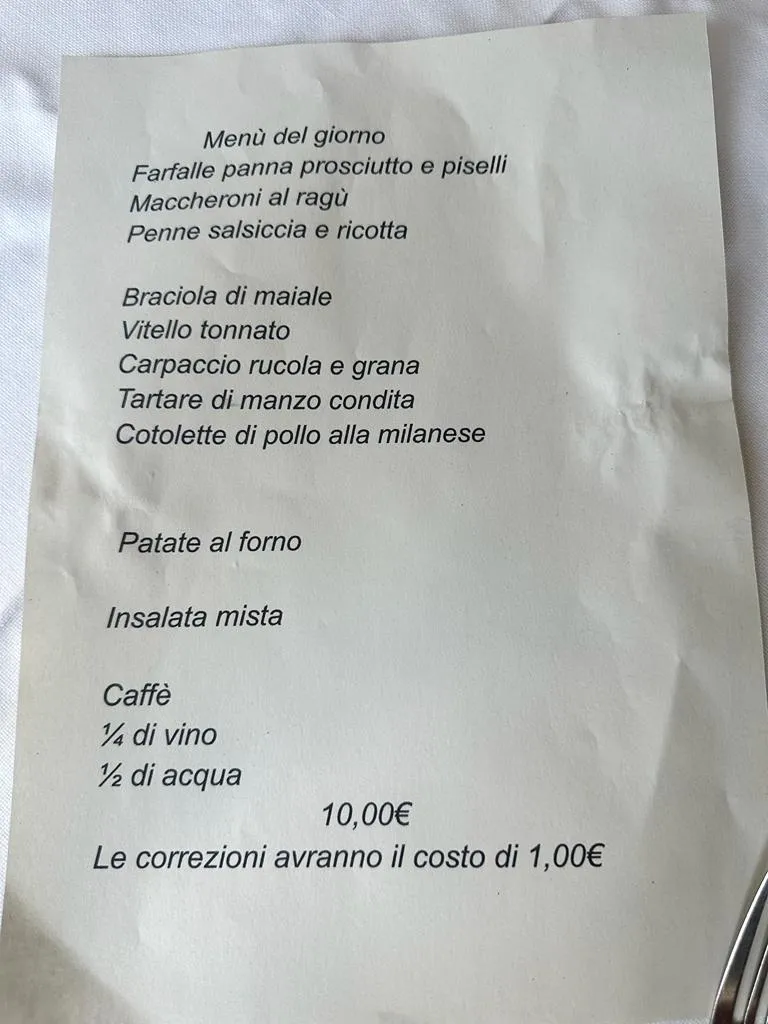 Menù del giorno
Farfalle panna prosciutto e piselli
Maccheroni al ragù
Penne salsiccia e ricotta
Braciola di maiale
Vitello tonnato
Carpaccio rucola e grana
Tartare di manzo condita
Cotolette di pollo alla milanese
Patate al forno
Insalata mista
Caffè
¼ di vino
½ di acqua
10,00€
Le correzioni avranno il costo di 1,00€